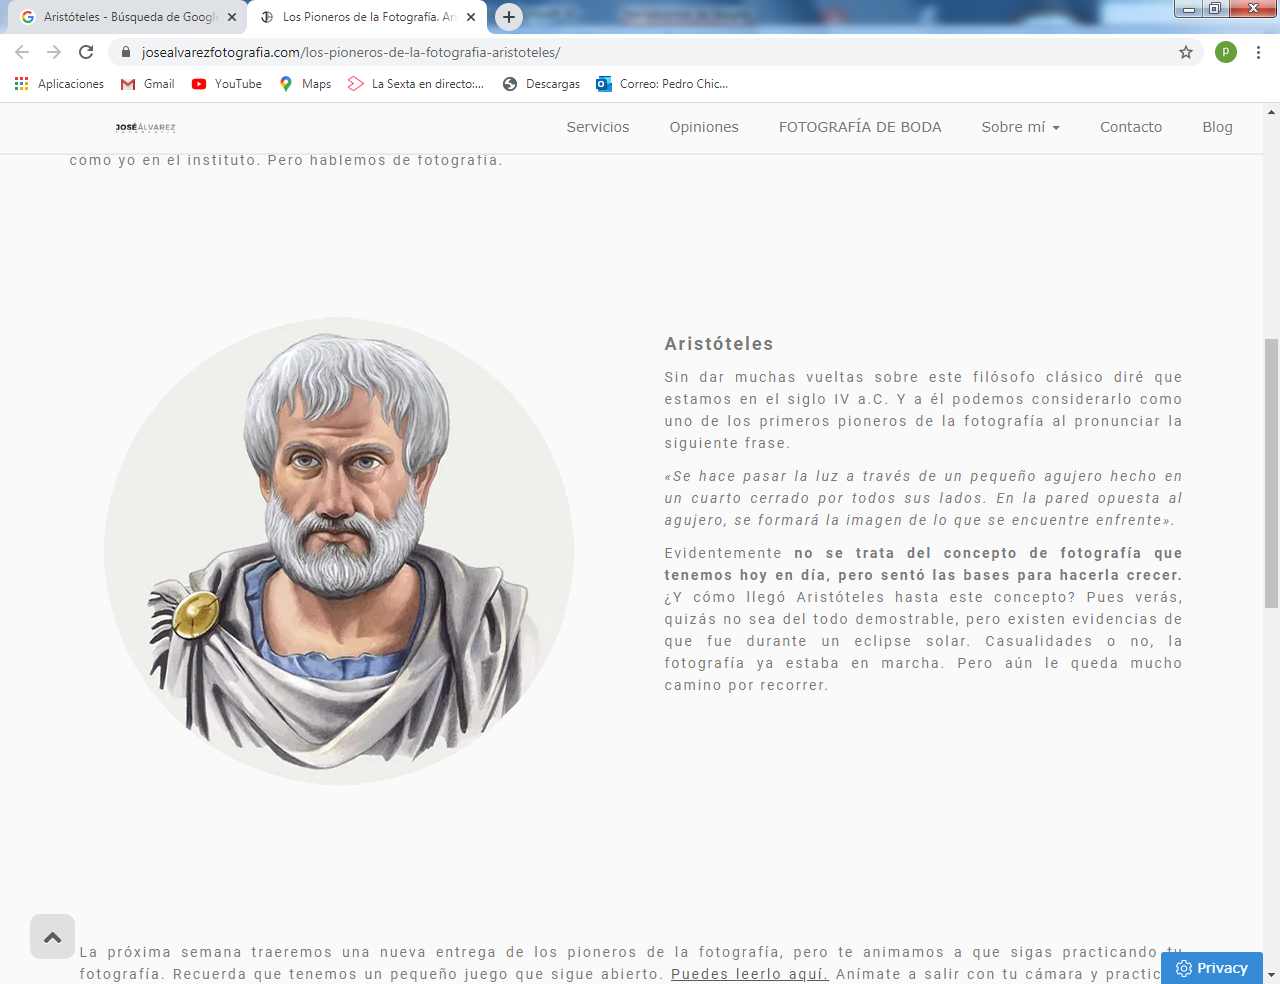 Aristóteles - Búsqueda de Google
Los Pioneros de la Fotografía. Ari
josealvarezfotografia.com/los-pioneros-de-la-fotografia-aristoteles/
P
Aplicaciones
Gmail
YouTube
Maps
La Sexta en directo:...
Descargas
Correo: Pedro Chic...
JOSÉÁLVAREZ
FOTOGRAFÍA
Servicios
Opiniones
FOTOGRAFÍA DE BODA
Sobre mí
Contacto
Blog
como yo en el instituto. Pero hablemos de fotografía.
Aristóteles
Sin dar muchas vueltas sobre este filósofo clásico diré que
estamos en el siglo IV a.C. Y a él podemos considerarlo como
uno de los primeros pioneros de la fotografía al pronunciar la
siguiente frase.
«Se hace pasar la luz a través de un pequeño agujero hecho en
un cuarto cerrado por todos sus lados. En la pared opuesta al
agujero, se formará la imagen de lo que se encuentre enfrente».
Evidentemente no se trata del concepto de fotografía que
tenemos hoy en día, pero sentó las bases para hacerla crecer.
¿Y cómo llegó Aristóteles hasta este concepto? Pues verás,
quizás no sea del todo demostrable, pero existen evidencias de
que fue durante un eclipse solar. Casualidades o no, la
fotografía ya estaba en marcha. Pero aún le queda mucho
camino por recorrer.
La próxima semana traeremos una nueva entrega de los pioneros de la fotografía, pero te animamos a que sigas practicando tu
fotografía. Recuerda que tenemos un pequeño juego que sigue abierto. Puedes leerlo aquí. Anímate a salir con tu cámara y practic
Privacy